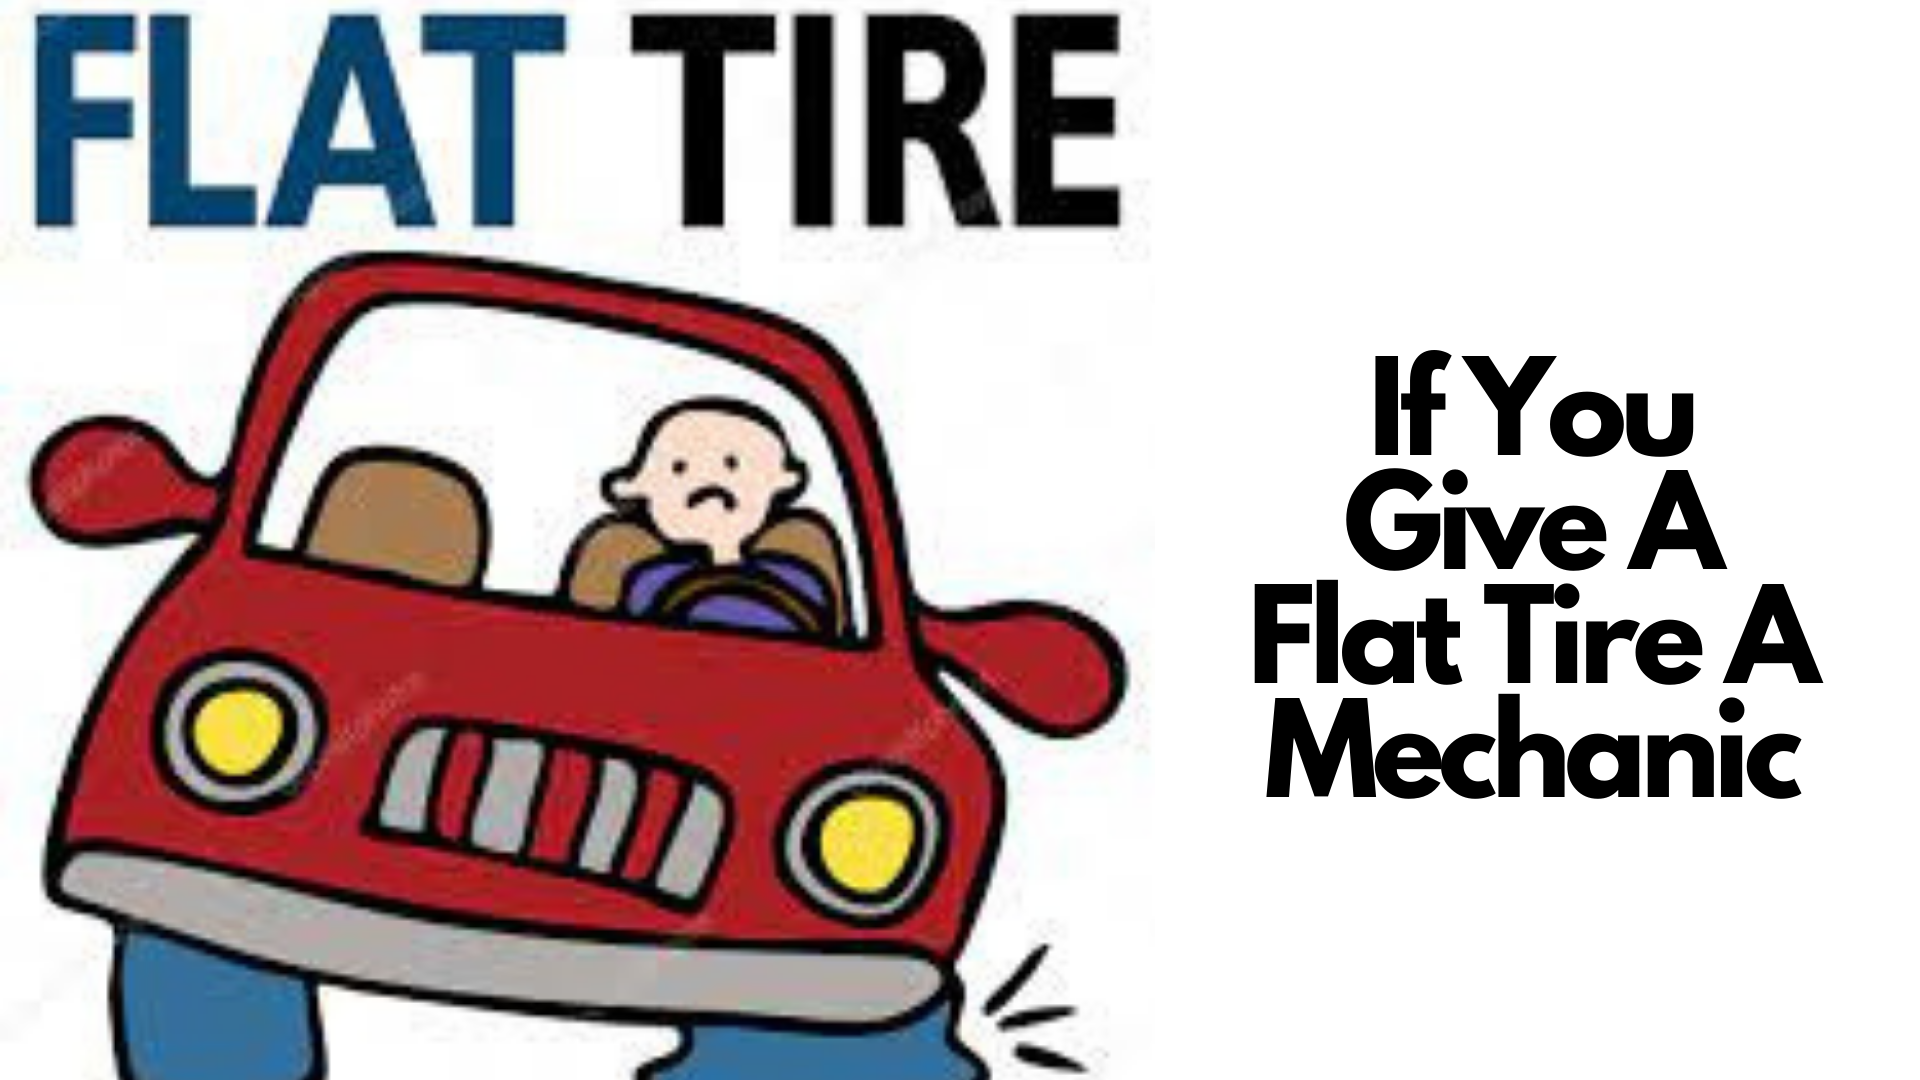 FLAT TIRE
If You
Give A
Flat Tire A
Mechanic